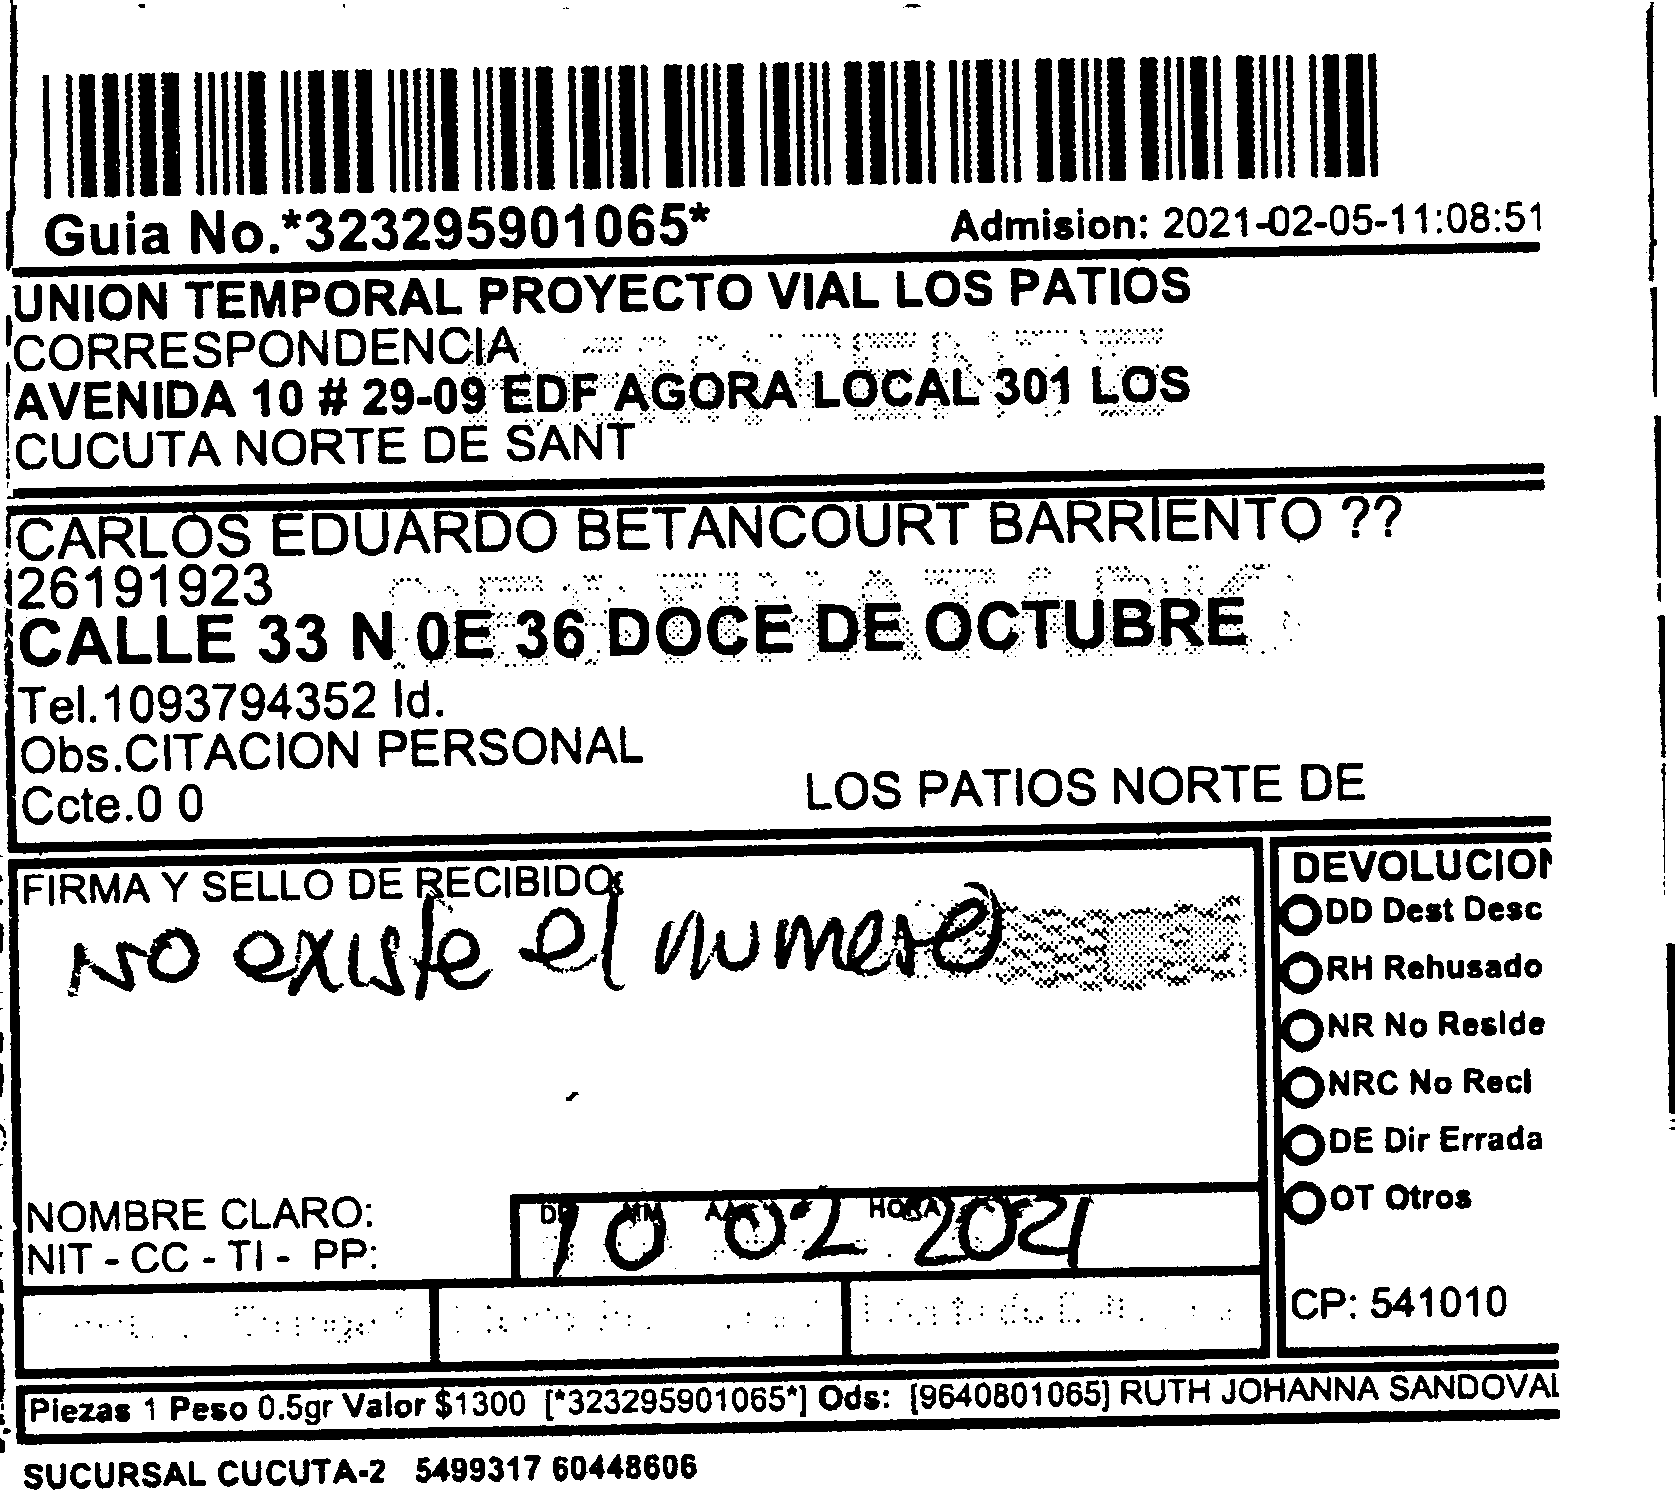 Guia No.*323295901065*
Admision: 2021-02-05-11:08:51
UNION TEMPORAL PROYECTO VIAL LOS PATIOS
CORRESPONDENCIA
AVENIDA 10 # 29-09 EDF AGORA LOCAL 301 LOS
CUCUTA NORTE DE SANT
CARLOS EDUARDO BETANCOURT BARRIENTO ??
26191923
CALLE 33 N 0E 36 DOCE DE OCTUBRE
Tel.1093794352 Id.
Obs.CITACION PERSONAL
Ccte.0 0
LOS PATIOS NORTE DE
FIRMA Y SELLO DE RECIBIDO:
No existe el numero
NOMBRE CLARO:
NIT - CC - TI - PP:
HORA
10 02 2021
DEVOLUCION
DD Dest Desc
RH Rehusado
NR No Reside
NRC No Reci
DE Dir Errada
OT Otros
CP: 541010
Piezas 1 Peso 0.5gr Valor $1300 [*323295901065*] Ods: [9640801065] RUTH JOHANNA SANDOVAL
SUCURSAL CUCUTA-2 5499317 60448606